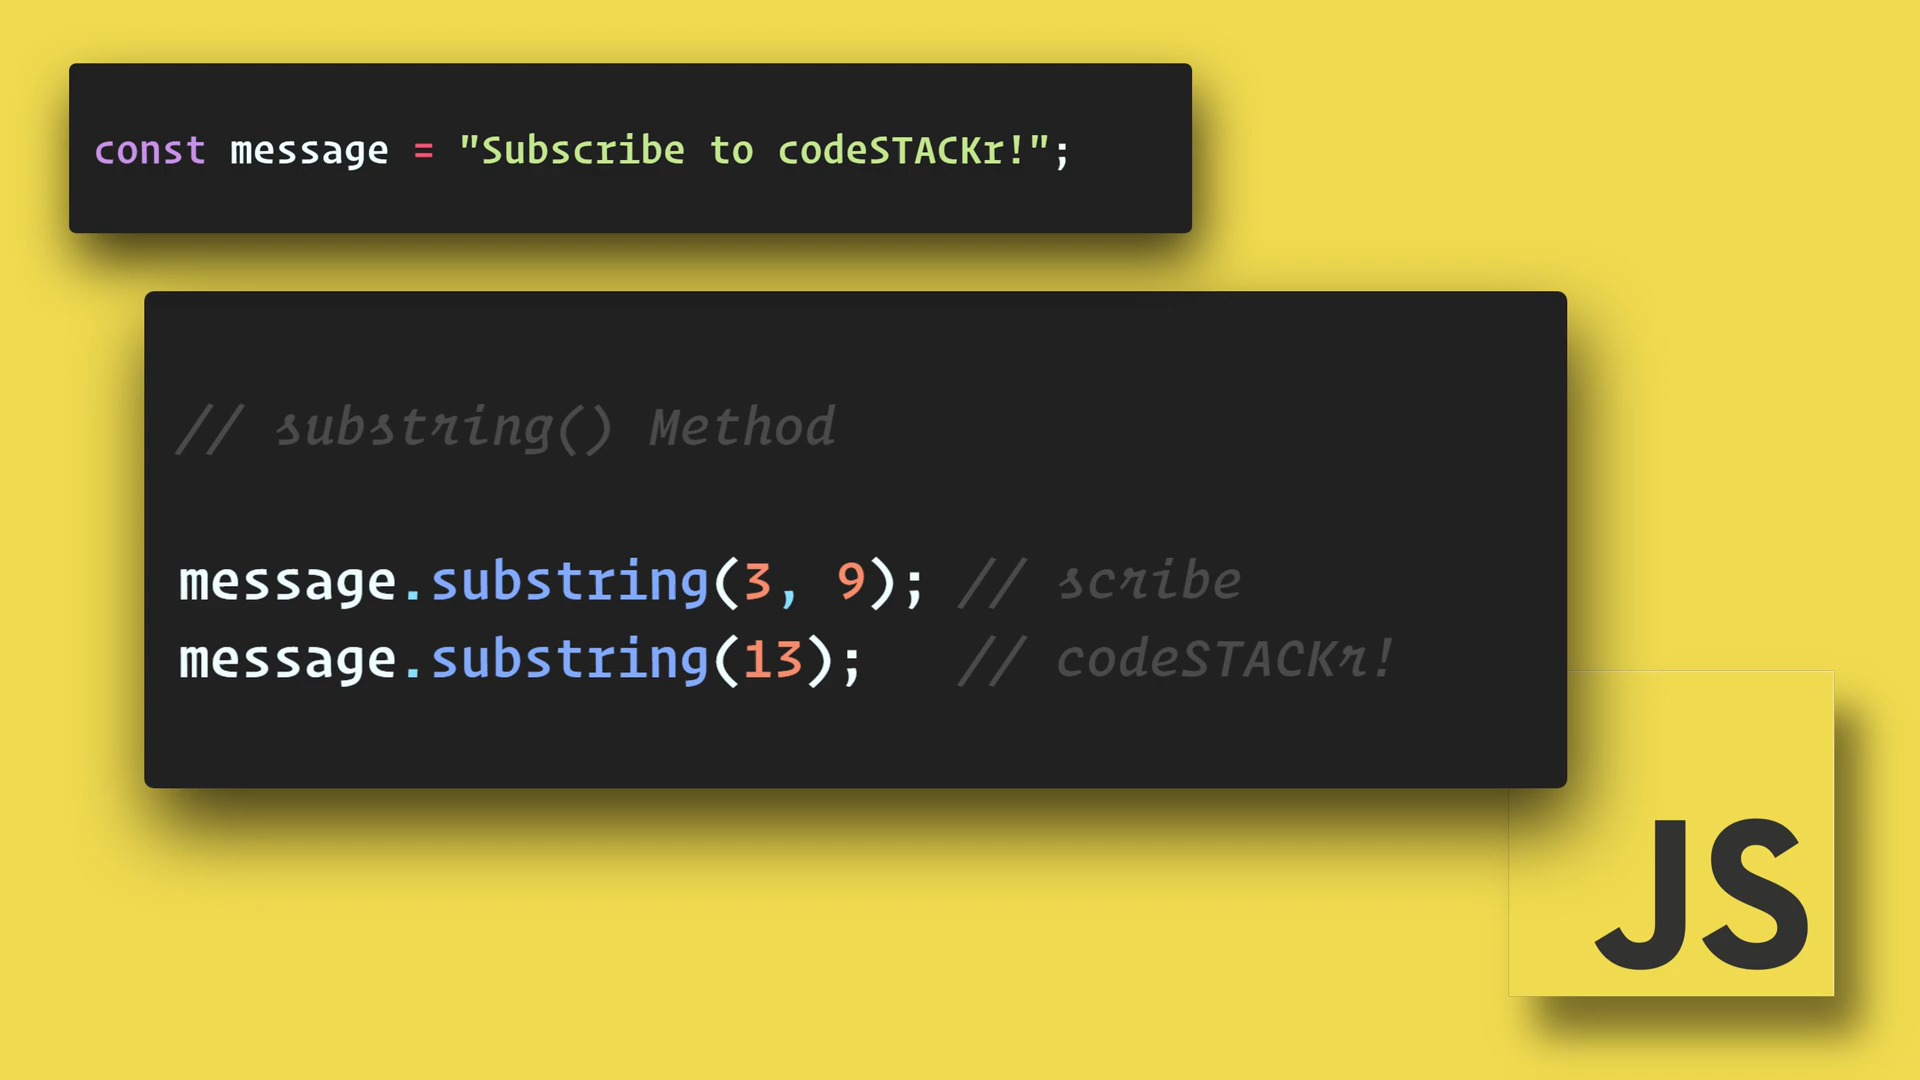 const message = "Subscribe to codeSTACKr!";
// substring() Method
message.substring(3, 9); // scribe
message.substring(13);   // codeSTACKr!
JS